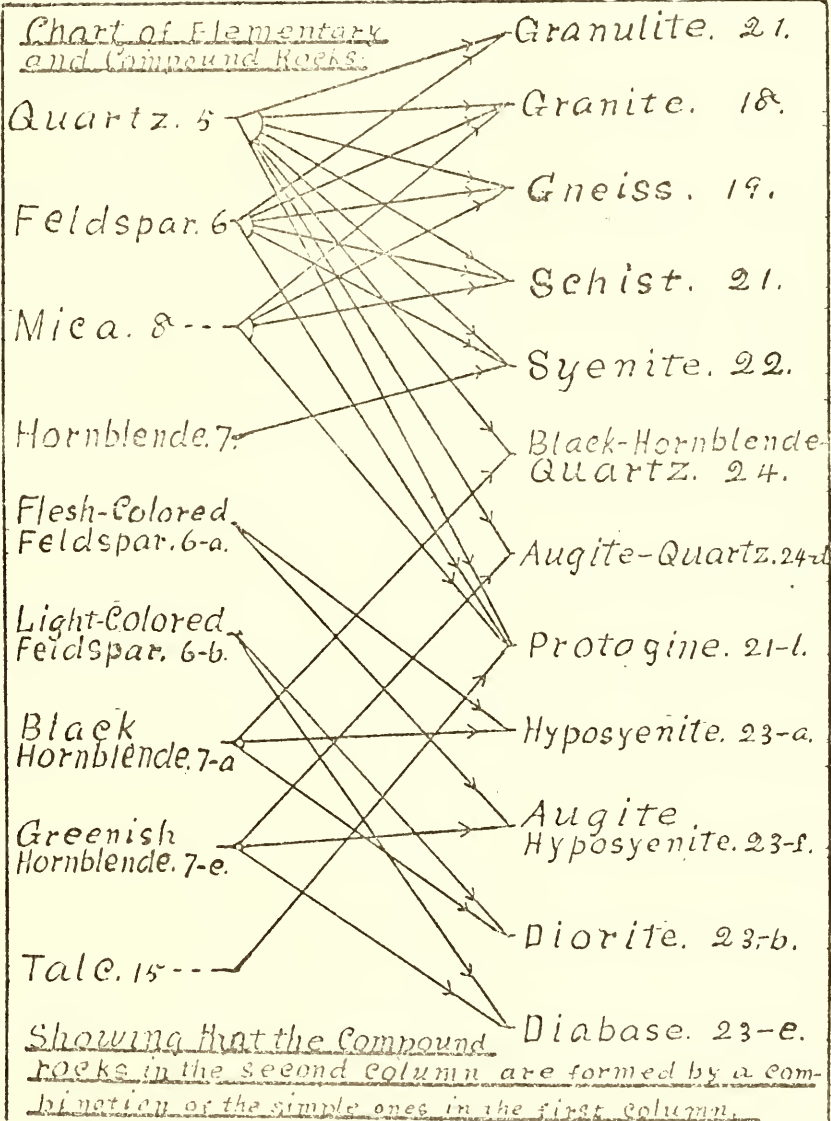 Chart of Elementary
and Compound Rocks.
Quartz. 5
Feldspar. 6
Mica. 8
Hornblende. 7.
Flesh-Colored
Feldspar. 6-a.
Light-Colored
Feldspar. 6-b.
Black
Hornblende. 7-a
Greenish
Hornblende. 7-e.
Talc. 15
Granulite. 21.
Granite. 18.
Gneiss. 19.
Schist. 21.
Syenite. 22.
Black-Hornblende-
Quartz. 24.
Augite-Quartz. 24-d
Protogine. 21-l.
Hyposyenite. 23-a.
Augite
Hyposyenite. 23-f.
Diorite. 23-b.
Diabase. 23-e.
Showing that the Compound
rocks in the second column are formed by a com-
bination of the simple ones in the first column.